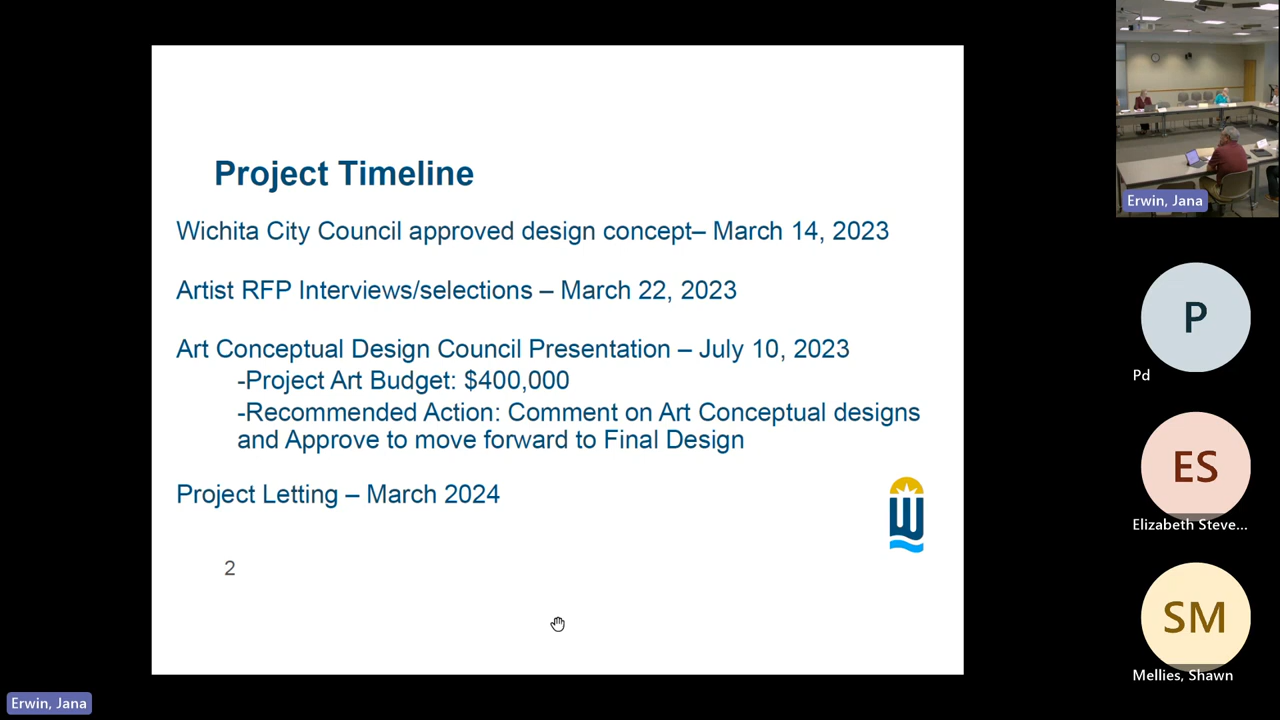 Project Timeline
Wichita City Council approved design concept– March 14, 2023
Artist RFP Interviews/selections – March 22, 2023
Art Conceptual Design Council Presentation – July 10, 2023
-Project Art Budget: $400,000
-Recommended Action: Comment on Art Conceptual designs
and Approve to move forward to Final Design
Project Letting – March 2024
2
Erwin, Jana
P
Pd
ES
Elizabeth Steve...
SM
Mellies, Shawn
Erwin, Jana